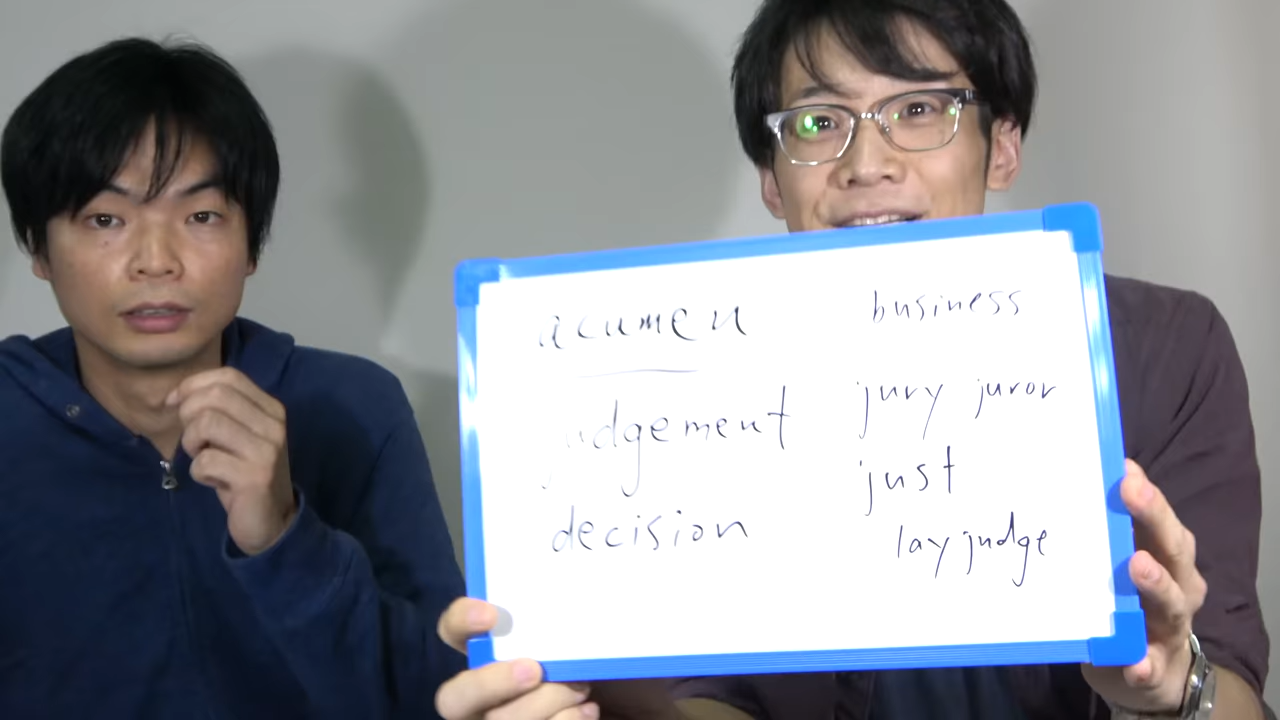 acumen
judgement
decision
business
jury juror
just
lay judge